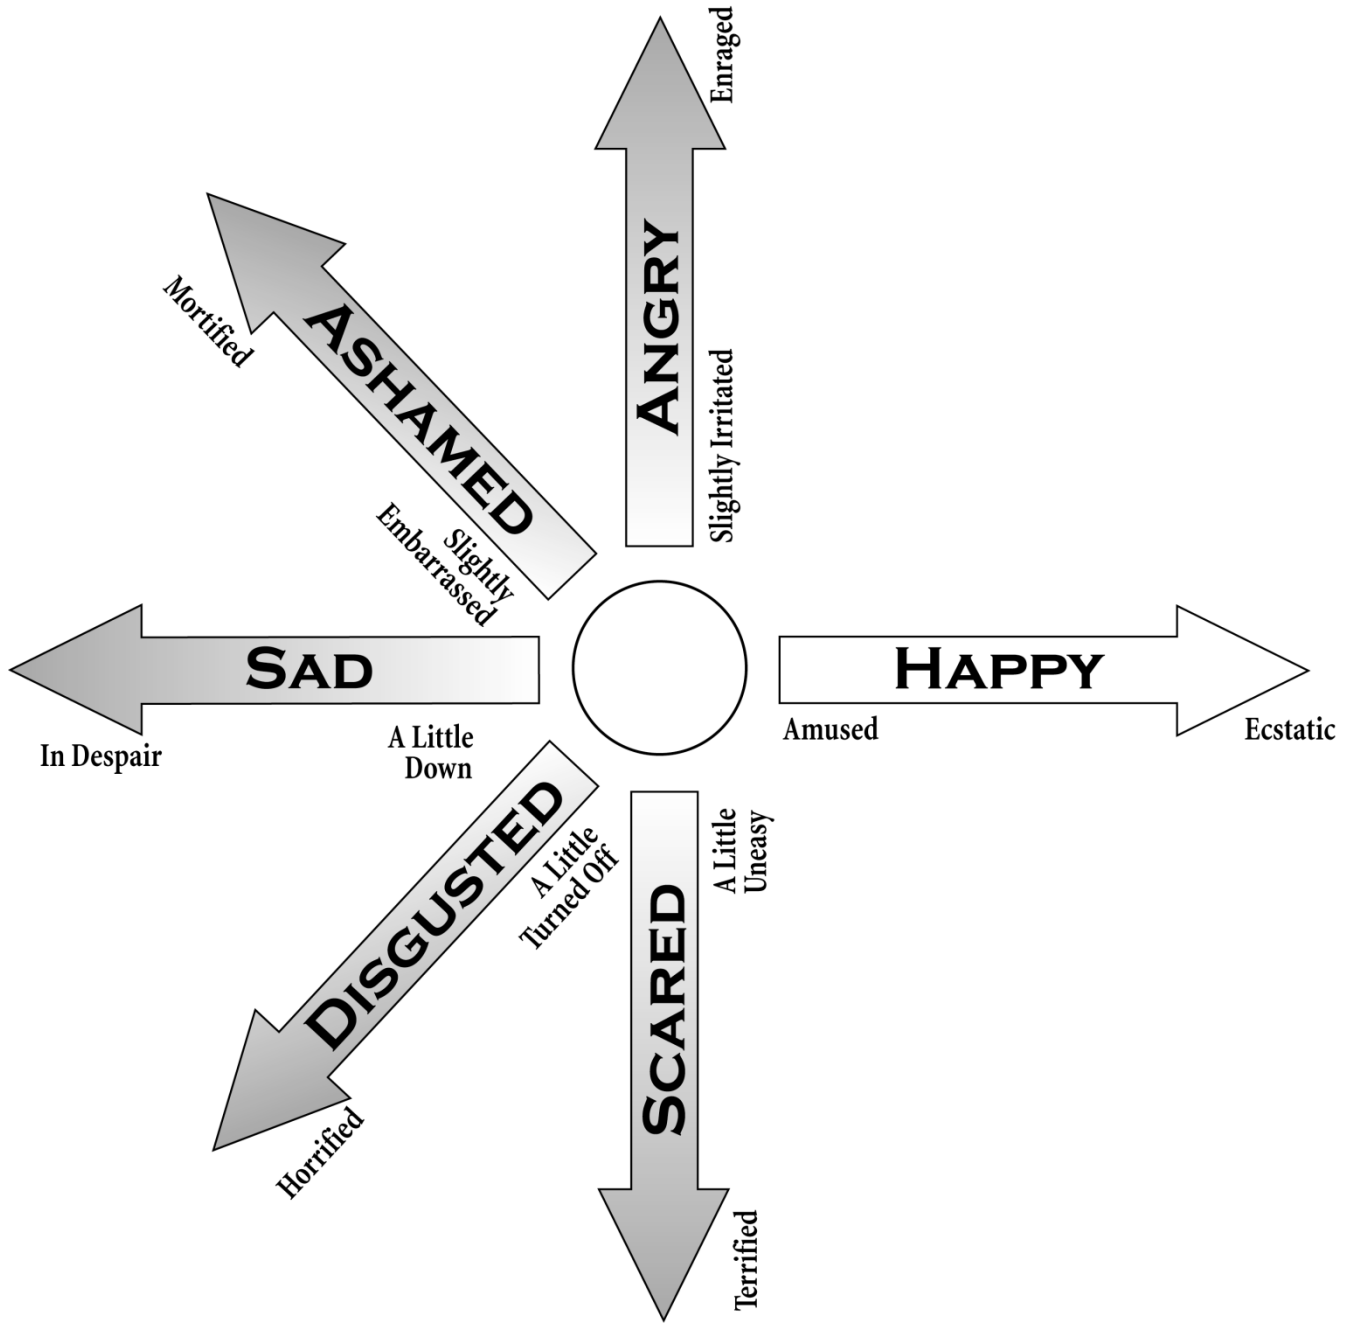 Enraged
ANGRY
Slightly Irritated
Mortified
ASHAMED
Slightly
Embarrassed
SAD
In Despair
A Little
Down
HAPPY
Amused
Ecstatic
DISGUSTED
A Little
Turned Off
Horrified
SCARED
A Little
Uneasy
Terrified